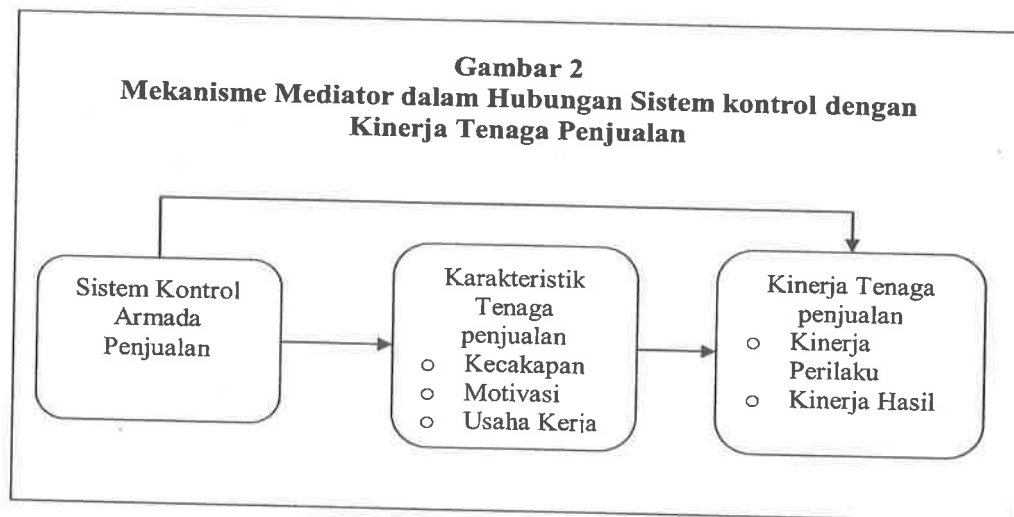 Gambar 2
Mekanisme Mediator dalam Hubungan Sistem kontrol dengan
Kinerja Tenaga Penjualan
Sistem Kontrol
Armada
Penjualan
Karakteristik
Tenaga
penjualan
o Kecakapan
o Motivasi
o Usaha Kerja
Kinerja Tenaga
penjualan
o Kinerja
Perilaku
o Kinerja Hasil